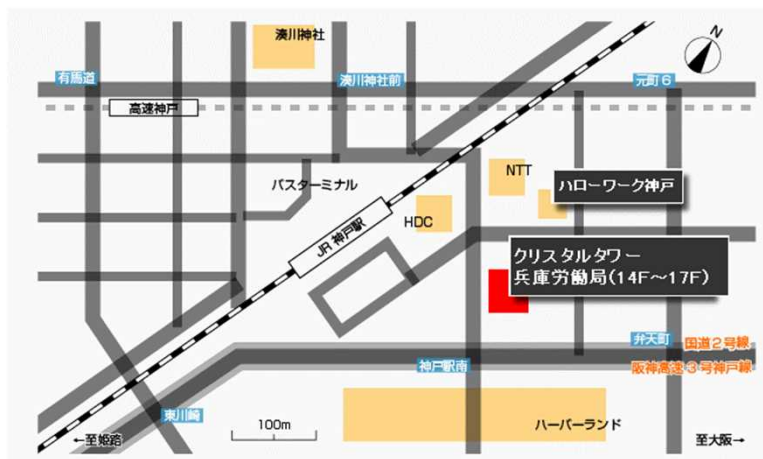 湊川神社
N
有馬道
湊川神社前
元町6
高速神戸
NTT
バスターミナル
ハローワーク神戸
HDC
JR 神戸駅
クリスタルタワー
兵庫労働局(14F～17F)
弁天町
国道2号線
神戸駅南
阪神高速3号神戸線
東川崎
100m
ハーバーランド
←至姫路
至大阪→